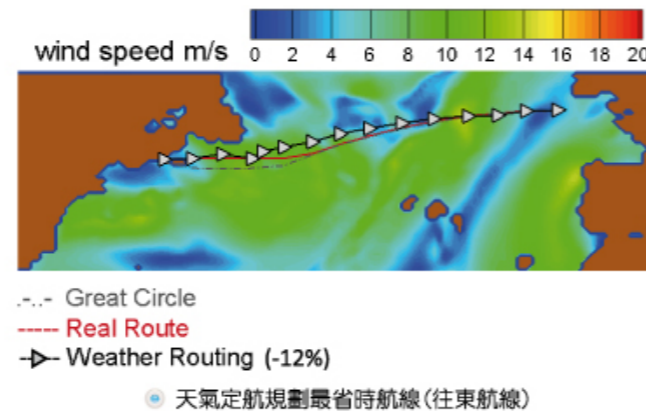 wind speed m/s 0 2 4 6 8 10 12 14 16 18 20
.-..- Great Circle
----- Real Route
Weather Routing (-12%)
天氣定航規劃最省時航線(往東航線)